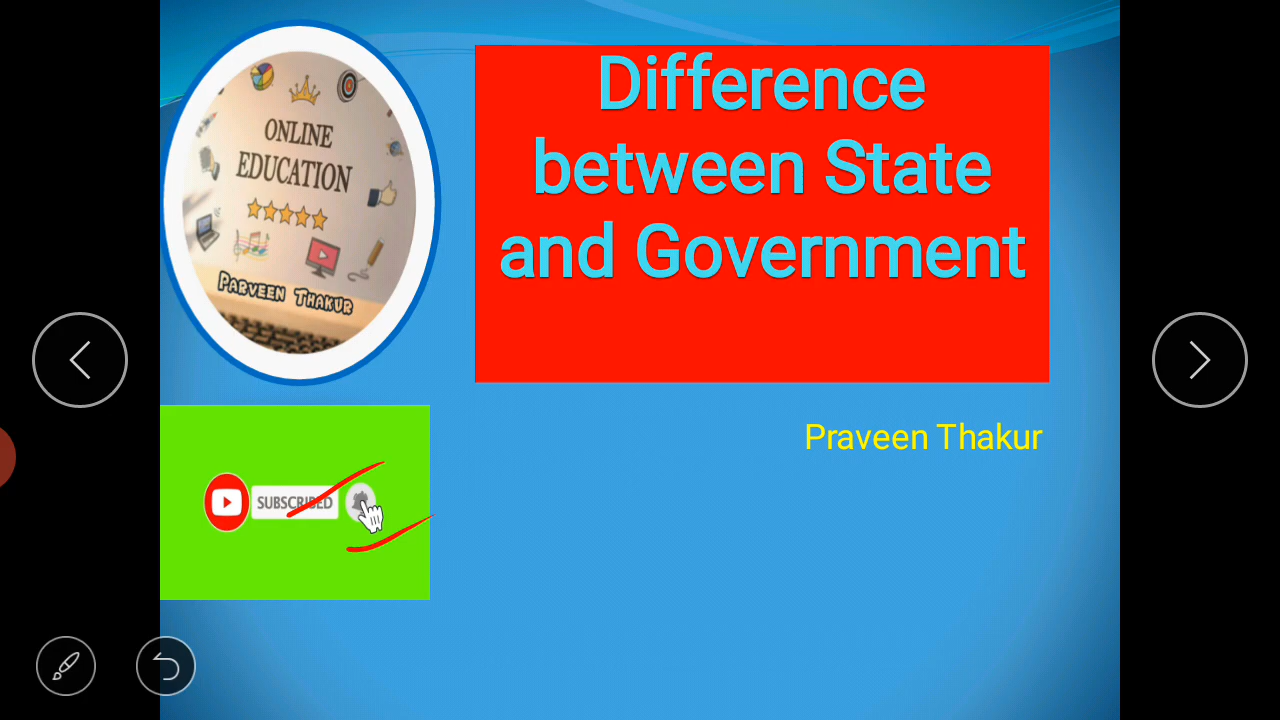 ONLINE
EDUCATION
PARVEEN THAKUR
Difference
between State
and Government
Praveen Thakur
SUBSCRIBED